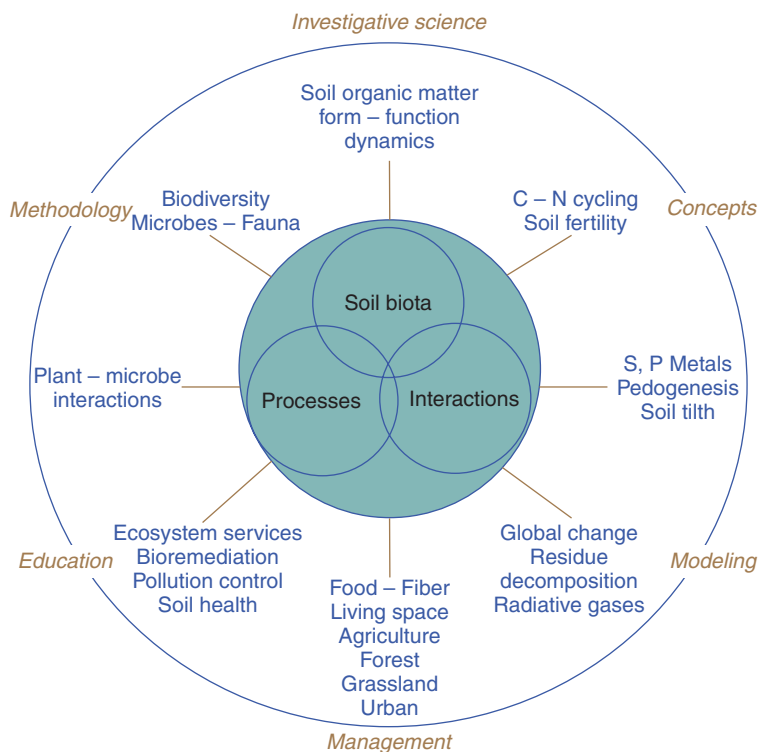 Investigative science
Soil organic matter
form – function
dynamics
Biodiversity
Microbes – Fauna
Methodology
C – N cycling
Soil fertility
Concepts
Soil biota
Plant – microbe
interactions
Processes
Interactions
S, P Metals
Pedogenesis
Soil tilth
Ecosystem services
Bioremediation
Pollution control
Soil health
Education
Food – Fiber
Living space
Agriculture
Forest
Grassland
Urban
Global change
Residue
decomposition
Radiative gases
Modeling
Management